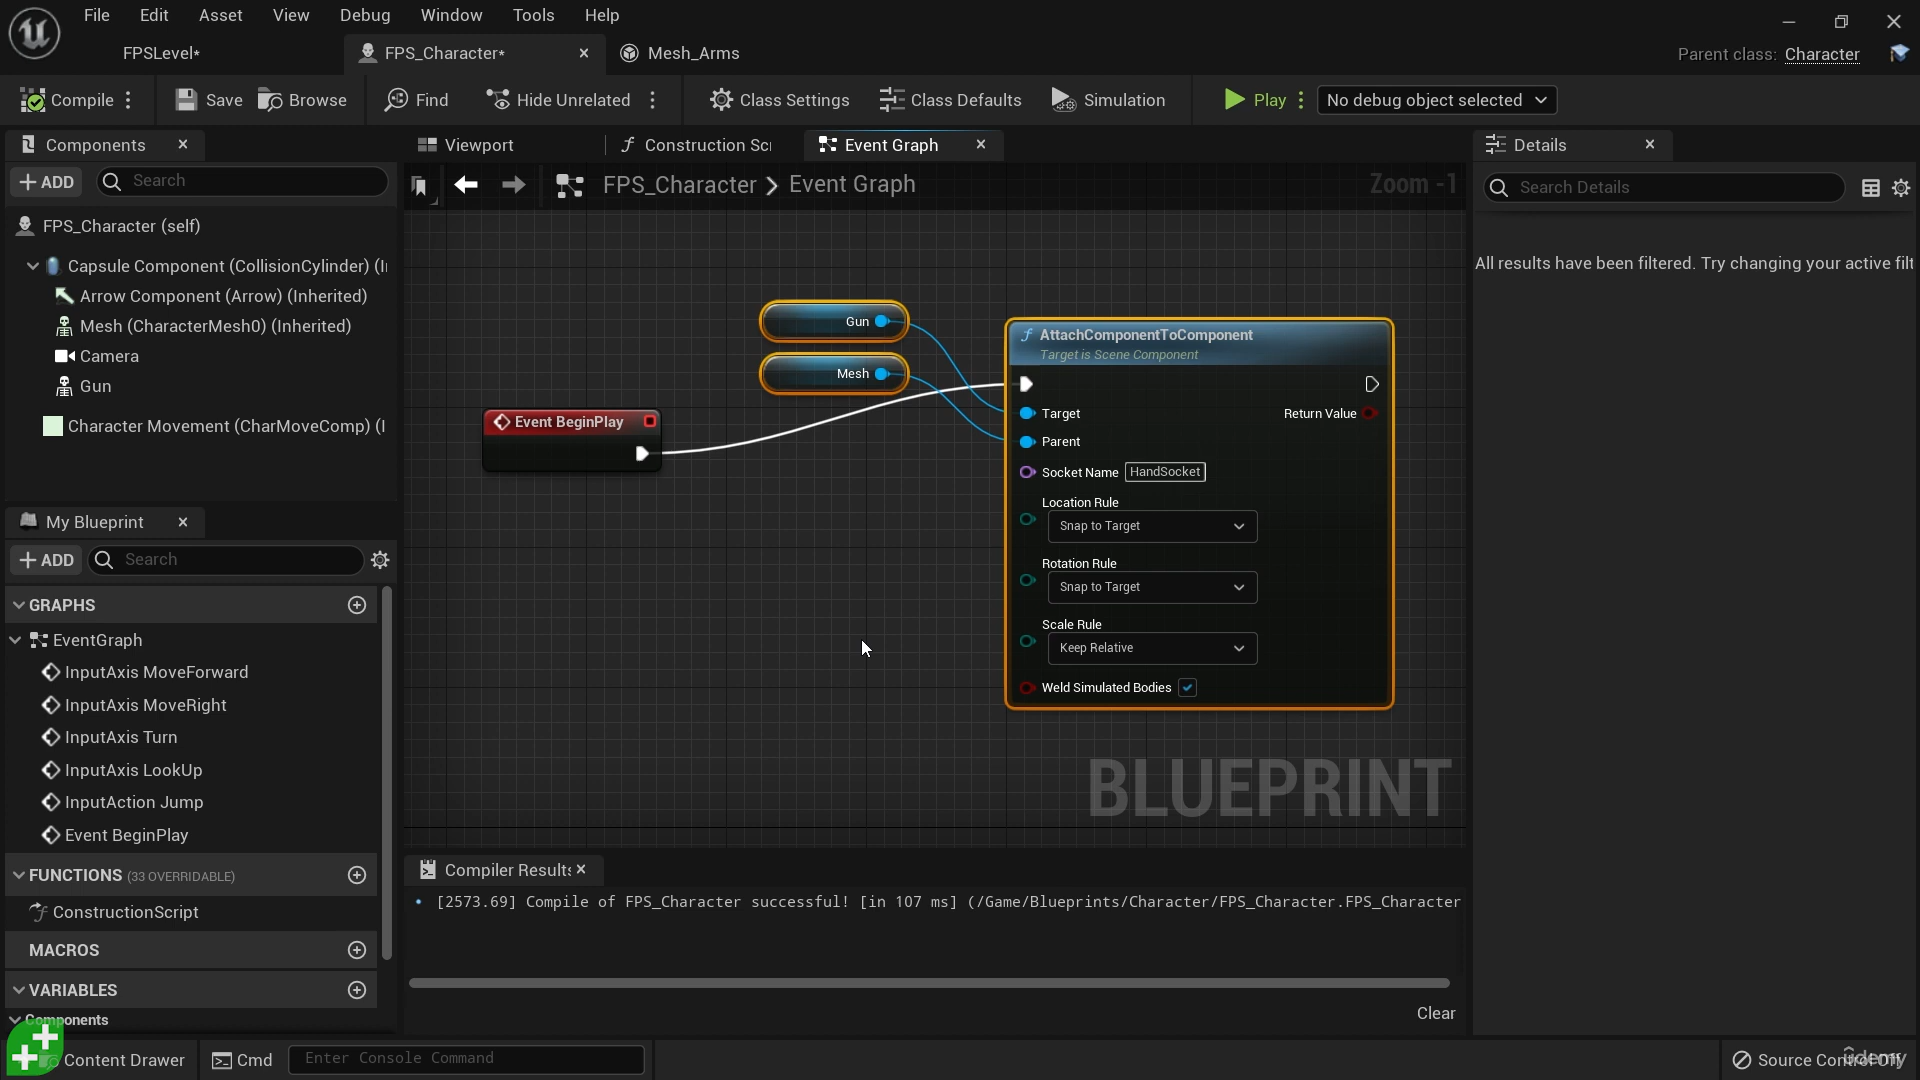 File Edit Asset View Debug Window Tools Help
FPSLevel* FPS_Character* Mesh_Arms Parent class: Character
Compile Save Browse Find Hide Unrelated Class Settings Class Defaults Simulation Play No debug object selected
Components Viewport Construction Scr Event Graph Details
+ ADD Search FPS_Character > Event Graph Zoom -1 Search Details
FPS_Character (self)
Capsule Component (CollisionCylinder) (I
All results have been filtered. Try changing your active filt
Arrow Component (Arrow) (Inherited)
Mesh (CharacterMesh0) (Inherited)
Camera
Gun
Character Movement (CharMoveComp) (I
Gun
Mesh
Event BeginPlay
AttachComponentToComponent
Target is Scene Component
Target Return Value
Parent
Socket Name HandSocket
Location Rule
Snap to Target
Rotation Rule
Snap to Target
Scale Rule
Keep Relative
Weld Simulated Bodies
BLUEPRINT
My Blueprint
+ ADD Search
GRAPHS
EventGraph
InputAxis MoveForward
InputAxis MoveRight
InputAxis Turn
InputAxis LookUp
InputAction Jump
Event BeginPlay
FUNCTIONS (33 OVERRIDABLE)
ConstructionScript
MACROS
VARIABLES
Components
Compiler Results
[2573.69] Compile of FPS_Character successful! [in 107 ms] (/Game/Blueprints/Character/FPS_Character.FPS_Character
Clear
Content Drawer Cmd Enter Console Command Source Control Off
udemy